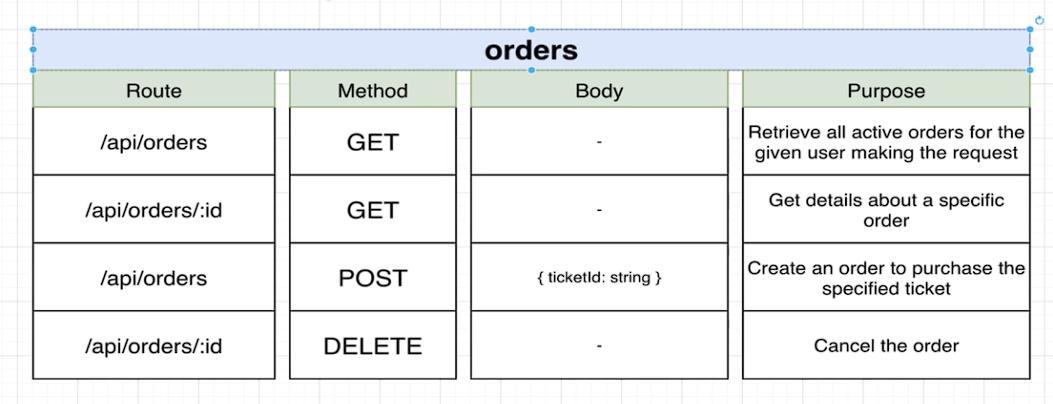 orders
Route
Method
Body
Purpose
/api/orders
GET
-
Retrieve all active orders for the
given user making the request
/api/orders/:id
GET
-
Get details about a specific
order
/api/orders
POST
{ ticketId: string }
Create an order to purchase the
specified ticket
/api/orders/:id
DELETE
-
Cancel the order